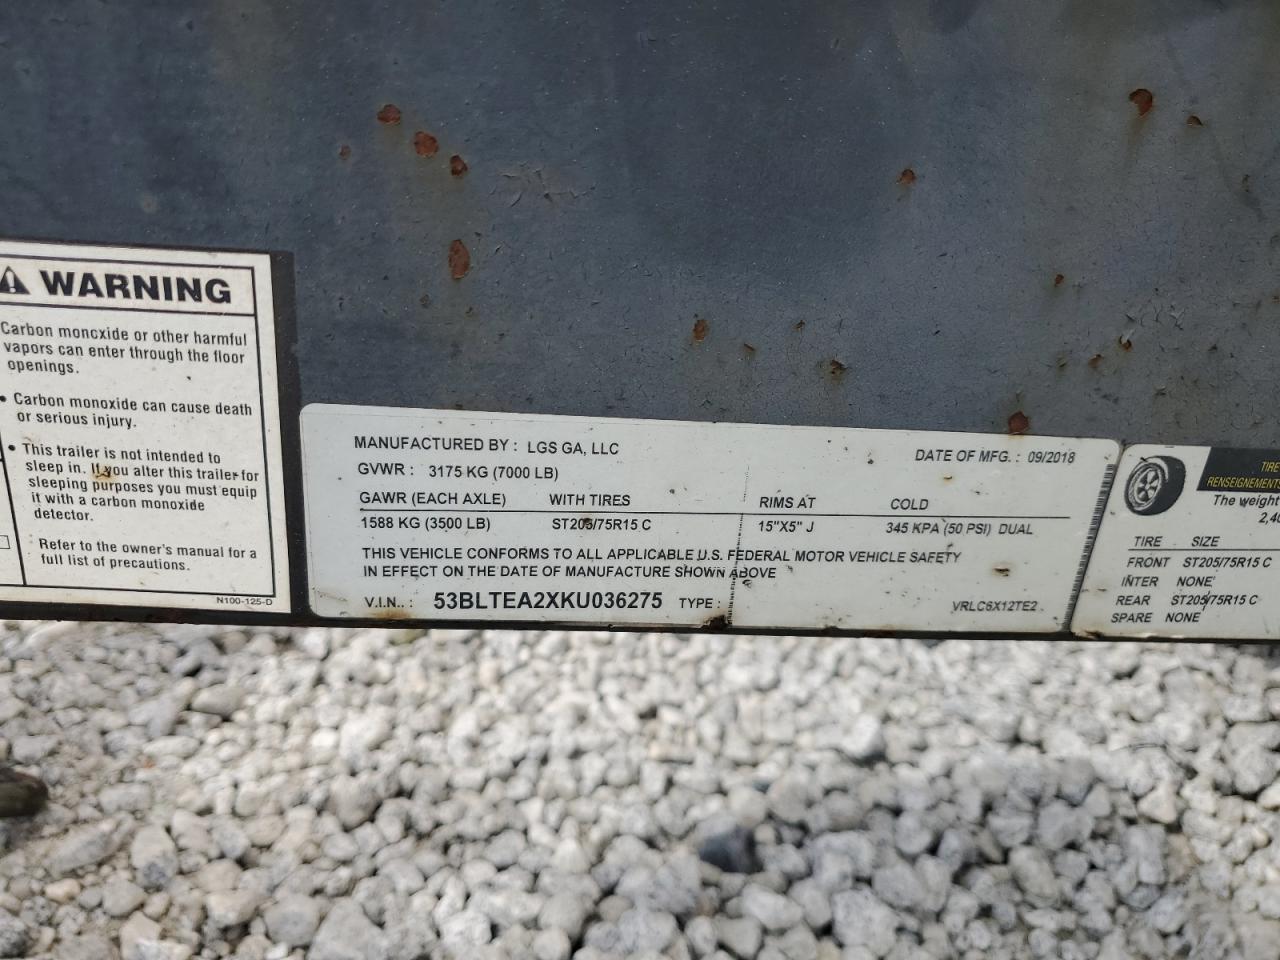 WARNING
Carbon moncxide or other harmful
vapors can enter through the floor
openings.
• Carbon monoxide can cause death
or serious injury.
• This trailer is not intended to
sleep in. If you alter this trailer for
sleeping purposes you must equip
it with a carbon monoxide
detector.
Refer to the owner's manual for a
full list of precautions.
N100-125-D
MANUFACTURED BY : LGS GA, LLC
DATE OF MFG. : 09/2018
GVWR : 3175 KG (7000 LB)
GAWR (EACH AXLE) WITH TIRES RIMS AT COLD
1588 KG (3500 LB) ST205/75R15 C 15"X5" J 345 KPA (50 PSI) DUAL
THIS VEHICLE CONFORMS TO ALL APPLICABLE U.S. FEDERAL MOTOR VEHICLE SAFETY
IN EFFECT ON THE DATE OF MANUFACTURE SHOWN ABOVE
V.I.N.. : 53BLTEA2XKU036275 TYPE : VRLC6X12TE2
TIRE
RENSEIGNEMENTS
The weight
2,40
TIRE SIZE
FRONT ST205/75R15 C
INTER NONE
REAR ST205/75R15 C
SPARE NONE